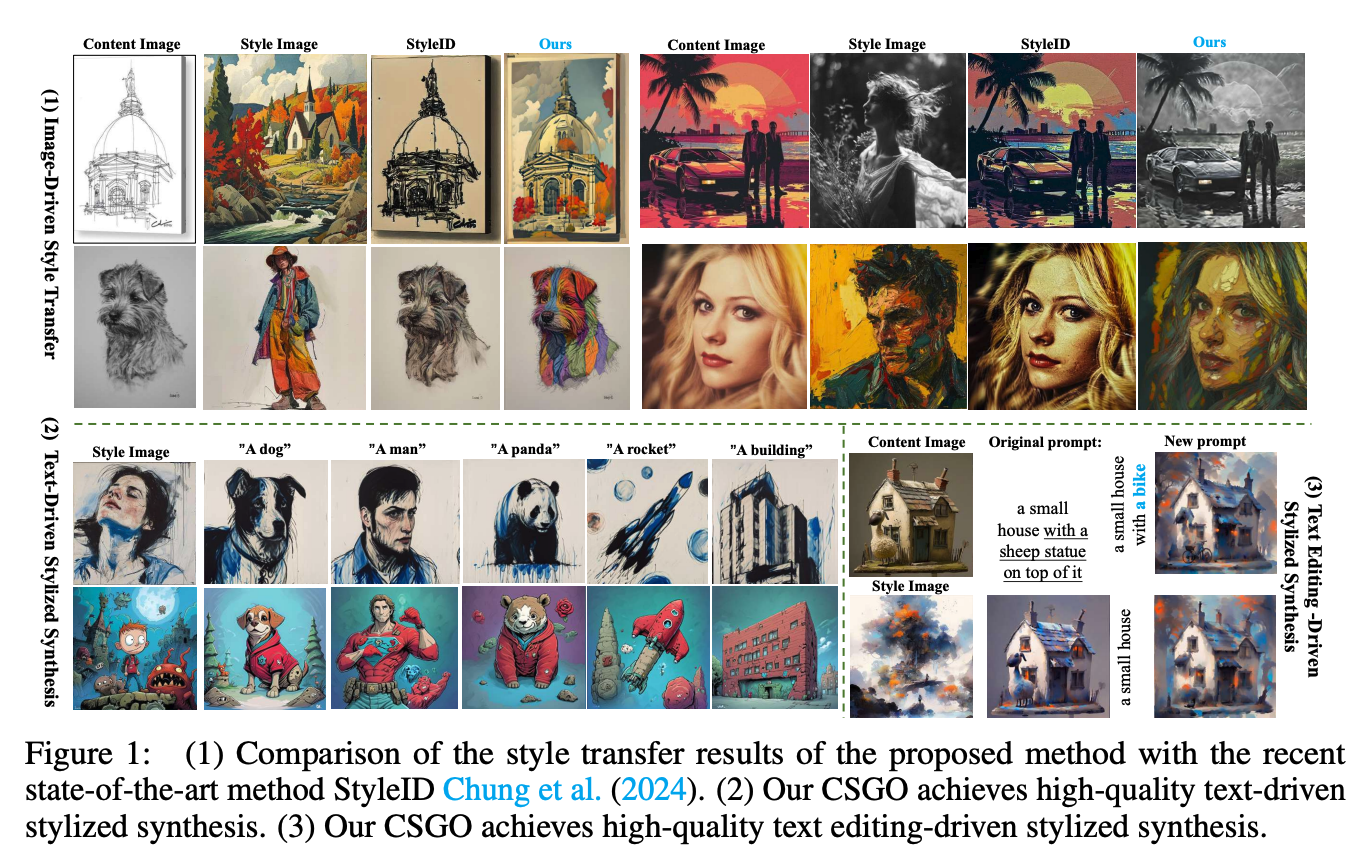 Content Image
Style Image
StyleID
Ours
Content Image
Style Image
StyleID
Ours
(1) Image-Driven Style Transfer
(2) Text-Driven Stylized Synthesis
Style Image
”A dog”
”A man”
”A panda”
”A rocket”
”A building”
Content Image
Original prompt:
New prompt
a small
house with a
sheep statue
on top of it
a small house
with a bike
Style Image
a small house
(3) Text Editing -Driven
Stylized Synthesis
Figure 1: (1) Comparison of the style transfer results of the proposed method with the recent
state-of-the-art method StyleID Chung et al. (2024). (2) Our CSGO achieves high-quality text-driven
stylized synthesis. (3) Our CSGO achieves high-quality text editing-driven stylized synthesis.